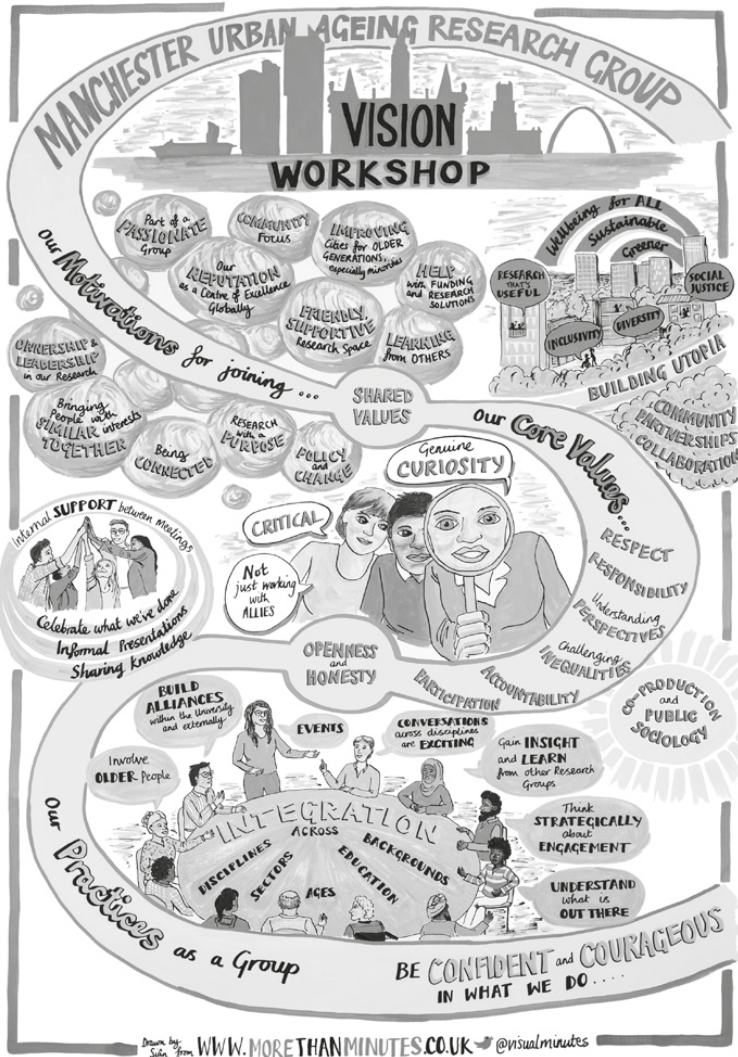 MANCHESTER URBAN AGEING RESEARCH GROUP
VISION
WORKSHOP
Our Motivations for joining ...
Part of a
PASSIONATE
Group
COMMUNITY
FOCUS
IMPROVING
Cities for OLDER
GENERATIONS,
especially minorities
Our
REPUTATION
as a Centre of Excellence
Globally
HELP
with FUNDING
and RESEARCH
SOLUTIONS
FRIENDLY,
SUPPORTIVE
Research Space
LEARNING
from OTHERS
OWNERSHIP &
LEADERSHIP
in our Research
Bringing
People with
SIMILAR interests
TOGETHER
Being
CONNECTED
RESEARCH
with a
PURPOSE
POLICY
and
CHANGE
Wellbeing for ALL
Sustainable
Greener
RESEARCH
THAT'S
USEFUL
SOCIAL
JUSTICE
INCLUSIVITY
DIVERSITY
BUILDING UTOPIA
COMMUNITY
PARTNERSHIPS
COLLABORATION
SHARED
VALUES
Our Core Values...
RESPECT
RESPONSIBILITY
Understanding
PERSPECTIVES
Challenging
INEQUALITIES
ACCOUNTABILITY
PARTICIPATION
OPENNESS
and
HONESTY
Genuine
CURIOSITY
CRITICAL
Not
just working
with
ALLIES
Internal SUPPORT between Meetings
Celebrate what we've done
Informal Presentations
Sharing Knowledge
CO-PRODUCTION
and
PUBLIC
SOCIOLOGY
Our Practices as a Group
BUILD
ALLIANCES
within the University
and externally
Involve
OLDER People
EVENTS
CONVERSATIONS
across disciplines
are EXCITING
Gain INSIGHT
and LEARN
from other Research
Groups
Think
STRATEGICALLY
about
ENGAGEMENT
UNDERSTAND
what is
OUT THERE
INTEGRATION
ACROSS
DISCIPLINES
SECTORS
AGES
EDUCATION
BACKGROUNDS
BE CONFIDENT and COURAGEOUS
IN WHAT WE DO ....
Drawn by
from
WWW.MORETHANMINUTES.CO.UK @visualminutes